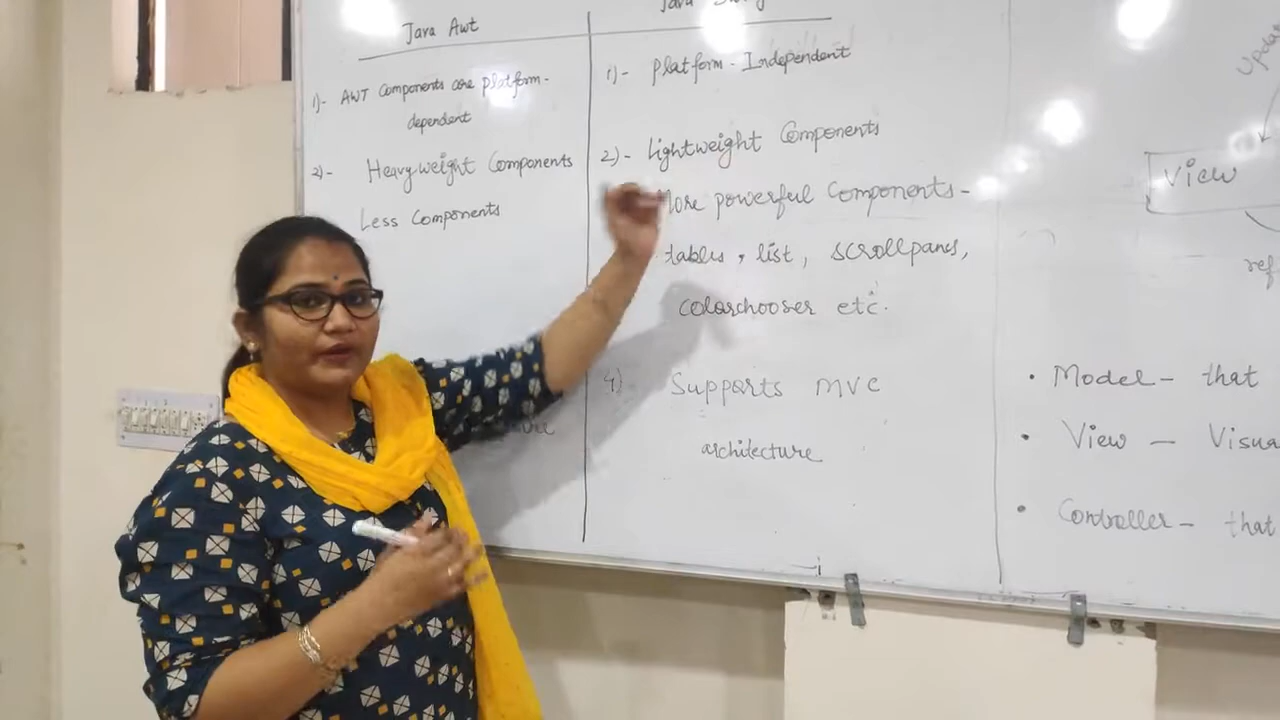 Java Awt
1)- AWT Components are platform-
dependent
2)- Heavy weight Components
Less Components
Java
1)- Platform-Independent
2)- Lightweight Components
More powerful Components-
tables, list, scrollpanes,
colorchooser etc.
4) Supports MVC
architecture
View
• Model- that
• View - Visua
• Controller- that